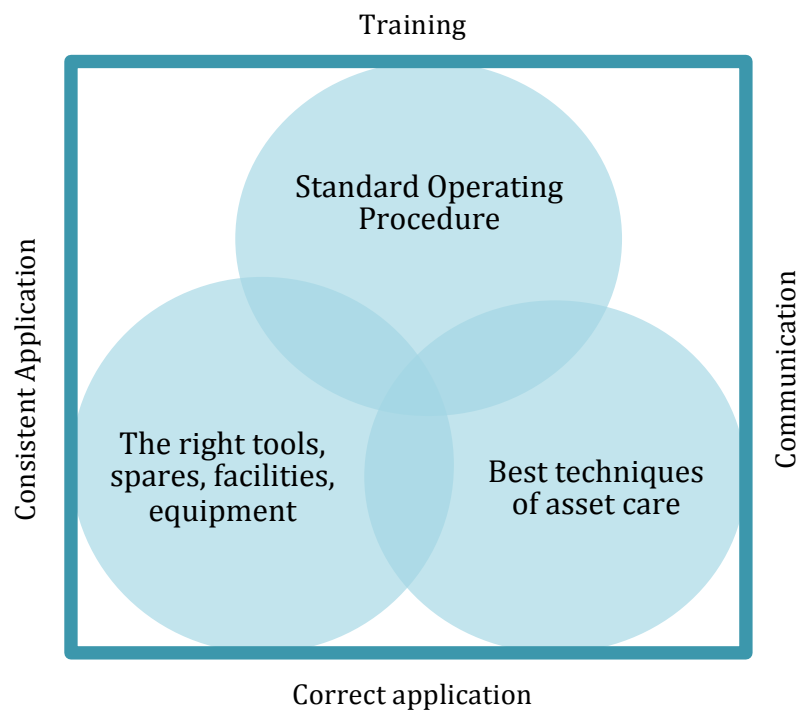 Training
Standard Operating
Procedure
Consistent Application
Communication
The right tools,
spares, facilities,
equipment
Best techniques
of asset care
Correct application